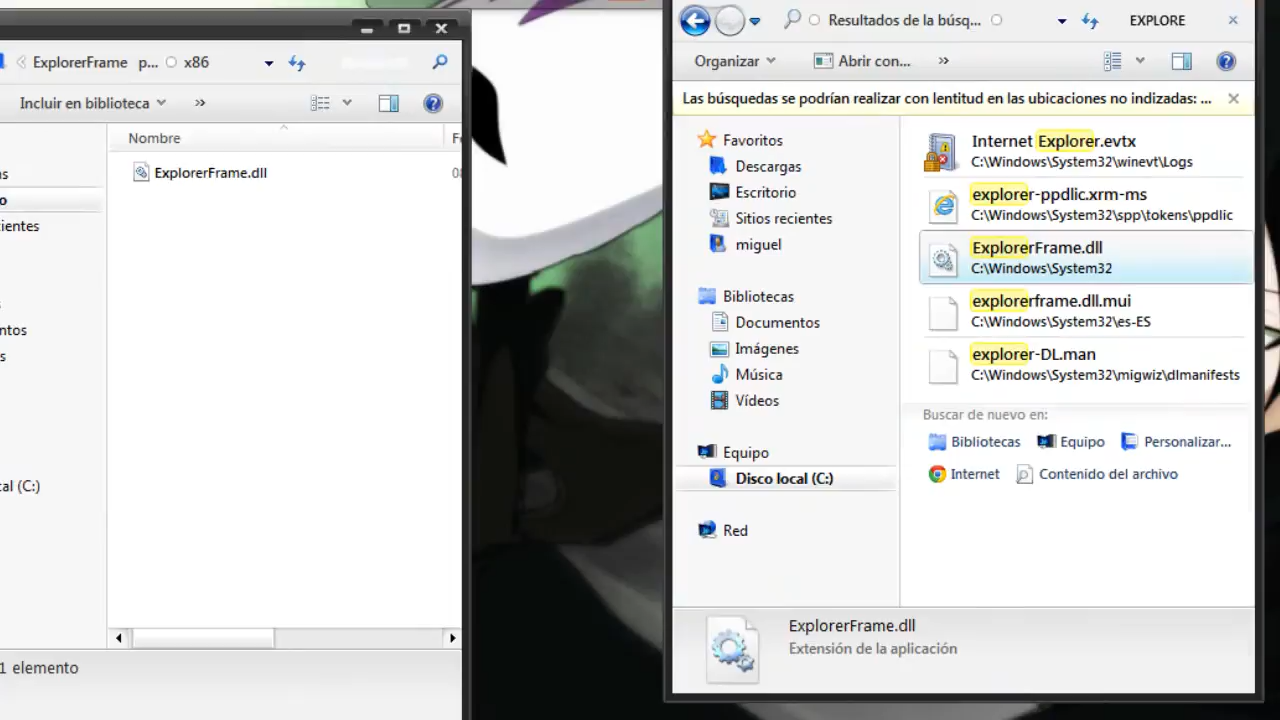 ExplorerFrame p... x86
Incluir en biblioteca »
Nombre
ExplorerFrame.dll
1 elemento
Resultados de la búsq... EXPLORE
Organizar Abrir con... »
Las búsquedas se podrían realizar con lentitud en las ubicaciones no indizadas: ...
Favoritos
Descargas
Escritorio
Sitios recientes
miguel
Bibliotecas
Documentos
Imágenes
Música
Vídeos
Equipo
Disco local (C:)
Red
Internet Explorer.evtx
C:\Windows\System32\winevt\Logs
explorer-ppdlic.xrm-ms
C:\Windows\System32\spp\tokens\ppdlic
ExplorerFrame.dll
C:\Windows\System32
explorerframe.dll.mui
C:\Windows\System32\es-ES
explorer-DL.man
C:\Windows\System32\migwiz\dlmanifests
Buscar de nuevo en:
Bibliotecas Equipo Personalizar...
Internet Contenido del archivo
ExplorerFrame.dll
Extensión de la aplicación